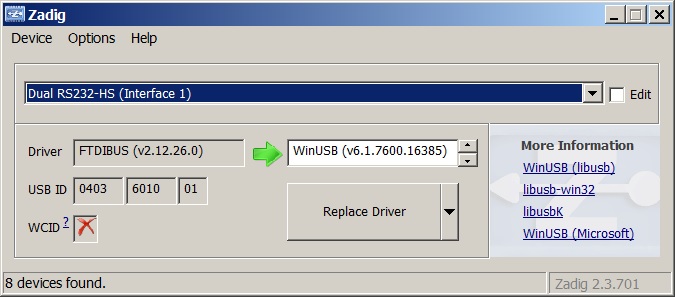 Zadig
Device Options Help
Dual RS232-HS (Interface 1) Edit
Driver FTDIBUS (v2.12.26.0) WinUSB (v6.1.7600.16385)
USB ID 0403 6010 01
WCID ?
Replace Driver
More Information
WinUSB (libusb)
libusb-win32
libusbK
WinUSB (Microsoft)
8 devices found. Zadig 2.3.701